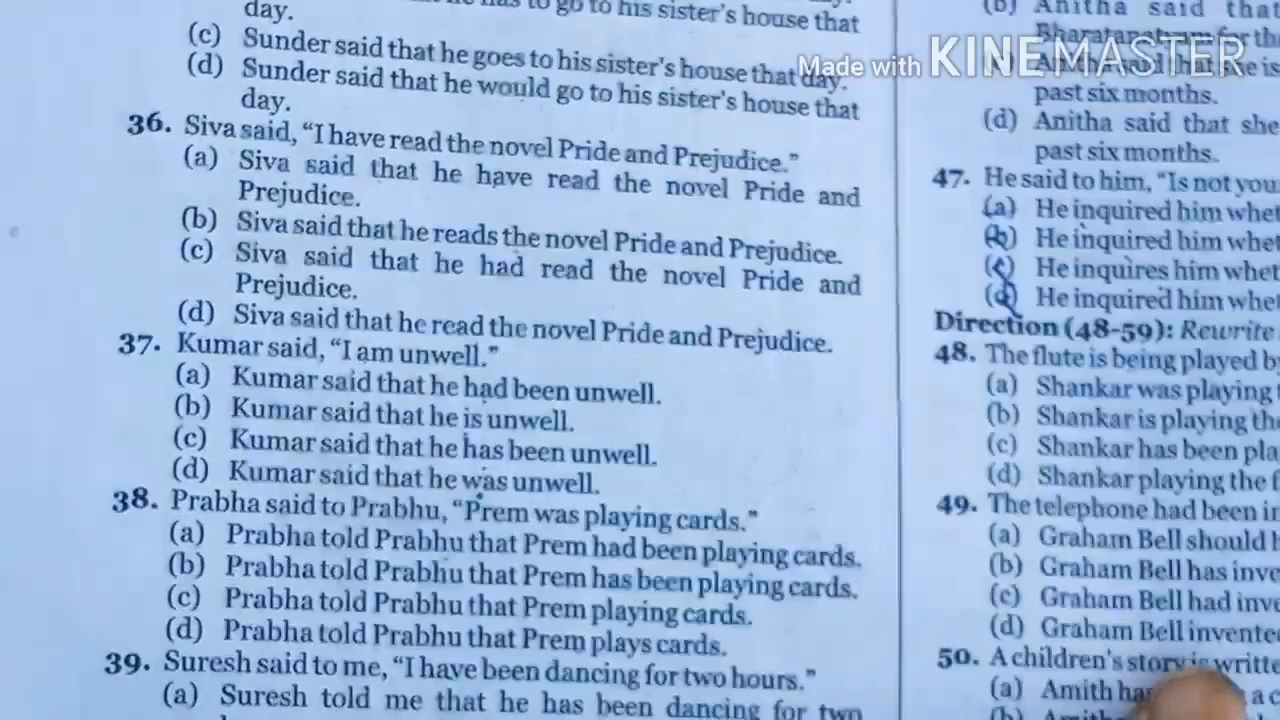 to go to his sister's house that
day.
(c) Sunder said that he goes to his sister's house that day.
(d) Sunder said that he would go to his sister's house that
day.
36. Siva said, “I have read the novel Pride and Prejudice.”
(a) Siva said that he have read the novel Pride and
Prejudice.
(b) Siva said that he reads the novel Pride and Prejudice.
(c) Siva said that he had read the novel Pride and
Prejudice.
(d) Siva said that he read the novel Pride and Prejudice.
37. Kumar said, “I am unwell.”
(a) Kumar said that he had been unwell.
(b) Kumar said that he is unwell.
(c) Kumar said that he has been unwell.
(d) Kumar said that he was unwell.
38. Prabha said to Prabhu, “Prem was playing cards.”
(a) Prabha told Prabhu that Prem had been playing cards.
(b) Prabha told Prabhu that Prem has been playing cards.
(c) Prabha told Prabhu that Prem playing cards.
(d) Prabha told Prabhu that Prem plays cards.
39. Suresh said to me, “I have been dancing for two hours.”
(a) Suresh told me that he has been dancing for two
(b) Anitha said that
for
past six months.
(d) Anitha said that she
past six months.
47. He said to him, “Is not you
(a) He inquired him whet
(b) He inquired him whet
(c) He inquires him whet
(d) He inquired him whet
Direction (48-59): Rewrite
48. The flute is being played b
(a) Shankar was playing
(b) Shankar is playing th
(c) Shankar has been pla
(d) Shankar playing the f
49. The telephone had been in
(a) Graham Bell should
(b) Graham Bell has inve
(c) Graham Bell had inve
(d) Graham Bell invented
50. A children's story is writte
(a) Amith ha
Made with KINEMASTER